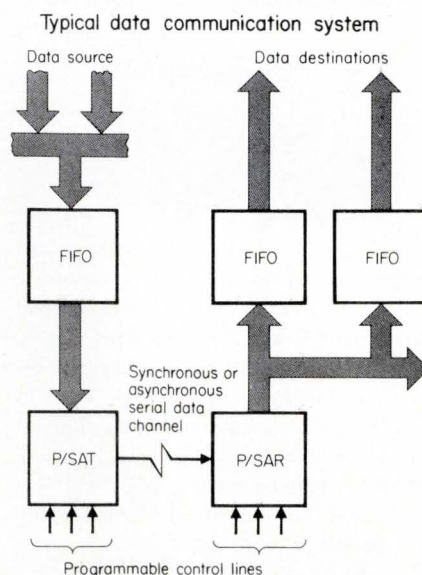 Typical data communication system
Data source
Data destinations
FIFO
FIFO
FIFO
Synchronous or
asynchronous
serial data
channel
P/SAT
P/SAR
Programmable control lines